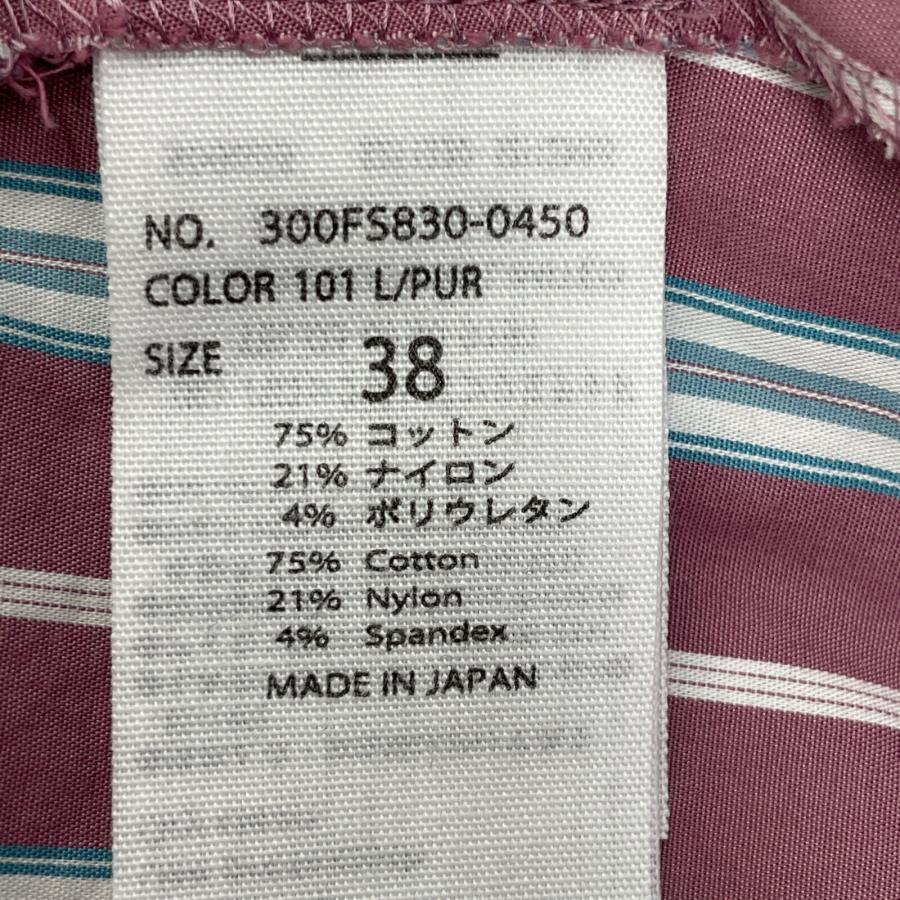 NO. 300FS830-0450
COLOR 101 L/PUR
SIZE 38
75% コットン
21% ナイロン
4% ポリウレタン
75% Cotton
21% Nylon
4% Spandex
MADE IN JAPAN